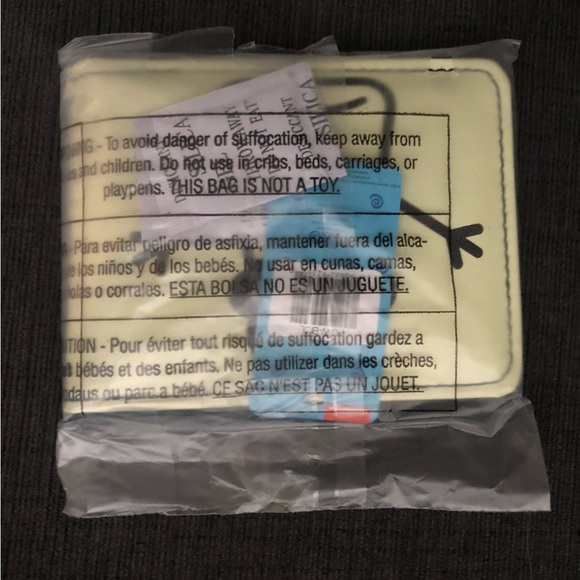 - To avoid danger of suffocation, keep away from
and children. Do not use in cribs, beds, carriages, or
playpens. THIS BAG IS NOT A TOY.
- Para evitar peligro de asfixia, mantener fuera del alca-
los niños y de los bebés. No usar en cunas, camas,
o corrales. ESTA BOLSA NO ES UN JUGUETE.
- Pour éviter tout risque de suffocation gardez a
bébés et des enfants. Ne pas utiliser dans les crèches,
ou parc a bébé. CE SAC N'EST PAS UN JOUET.
SILICA
DESICCANT
EAT